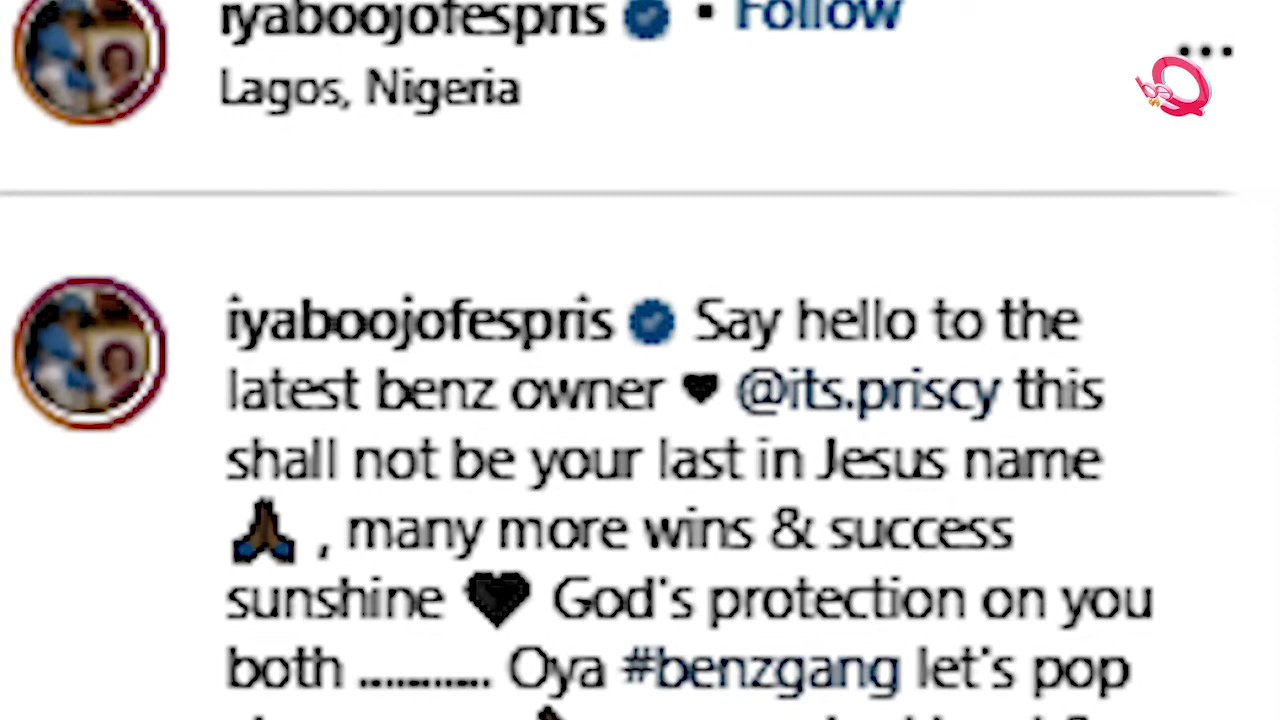 iyaboojofespris • Follow
Lagos, Nigeria
iyaboojofespris Say hello to the
latest benz owner 🖤 @its.priscy this
shall not be your last in Jesus name
🙏🏿 , many more wins & success
sunshine 🖤 God's protection on you
both ............ Oya #benzgang let's pop